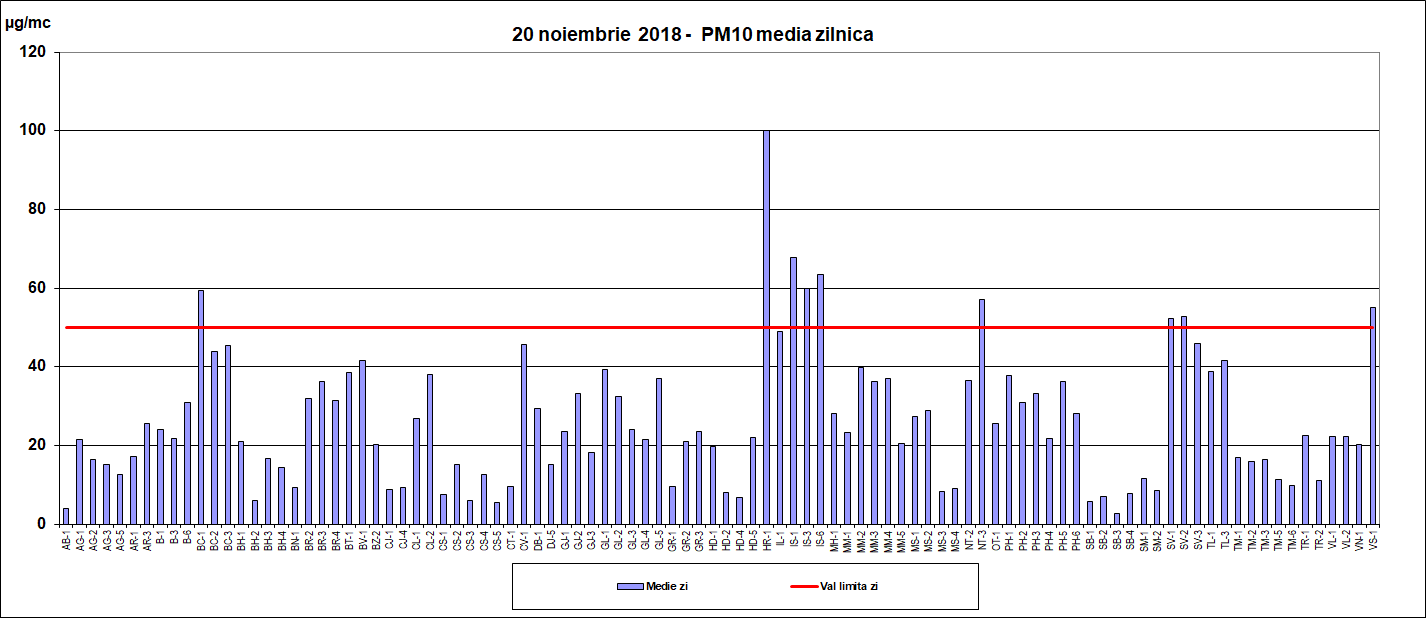 µg/mc
20 noiembrie 2018 - PM10 media zilnica
120
100
80
60
40
20
0
AB-1 AG-1 AG-2 AG-3 AG-5 AR-1 AR-3 B-1 B-3 B-6 BC-1 BC-2 BC-3 BH-1 BH-2 BH-3 BH-4 BN-1 BR-2 BR-3 BR-4 BT-1 BV-1 BZ-2 CJ-1 CJ-4 CL-1 CL-2 CS-1 CS-2 CS-3 CS-4 CS-5 CT-1 CV-1 DB-1 DJ-5 GJ-1 GJ-2 GJ-3 GL-1 GL-2 GL-3 GL-4 GL-5 GR-1 GR-2 GR-3 HD-1 HD-2 HD-4 HD-5 HR-1 IL-1 IS-1 IS-3 IS-6 MH-1 MM-1 MM-2 MM-3 MM-4 MM-5 MS-1 MS-2 MS-3 MS-4 NT-2 NT-3 OT-1 PH-1 PH-2 PH-3 PH-4 PH-5 PH-6 SB-1 SB-2 SB-3 SB-4 SM-1 SM-2 SV-1 SV-2 SV-3 TL-1 TL-3 TM-1 TM-2 TM-3 TM-5 TM-6 TR-1 TR-2 VL-1 VL-2 VN-1 VS-1
Medie zi Val limita zi